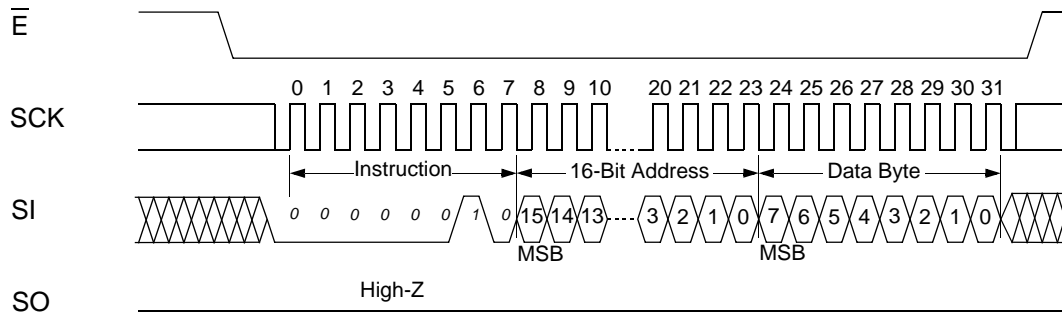 E
0 1 2 3 4 5 6 7 8 9 10 20 21 22 23 24 25 26 27 28 29 30 31
SCK
Instruction 16-Bit Address Data Byte
SI 0 0 0 0 0 0 1 0 15 14 13 3 2 1 0 7 6 5 4 3 2 1 0
MSB MSB
High-Z
SO